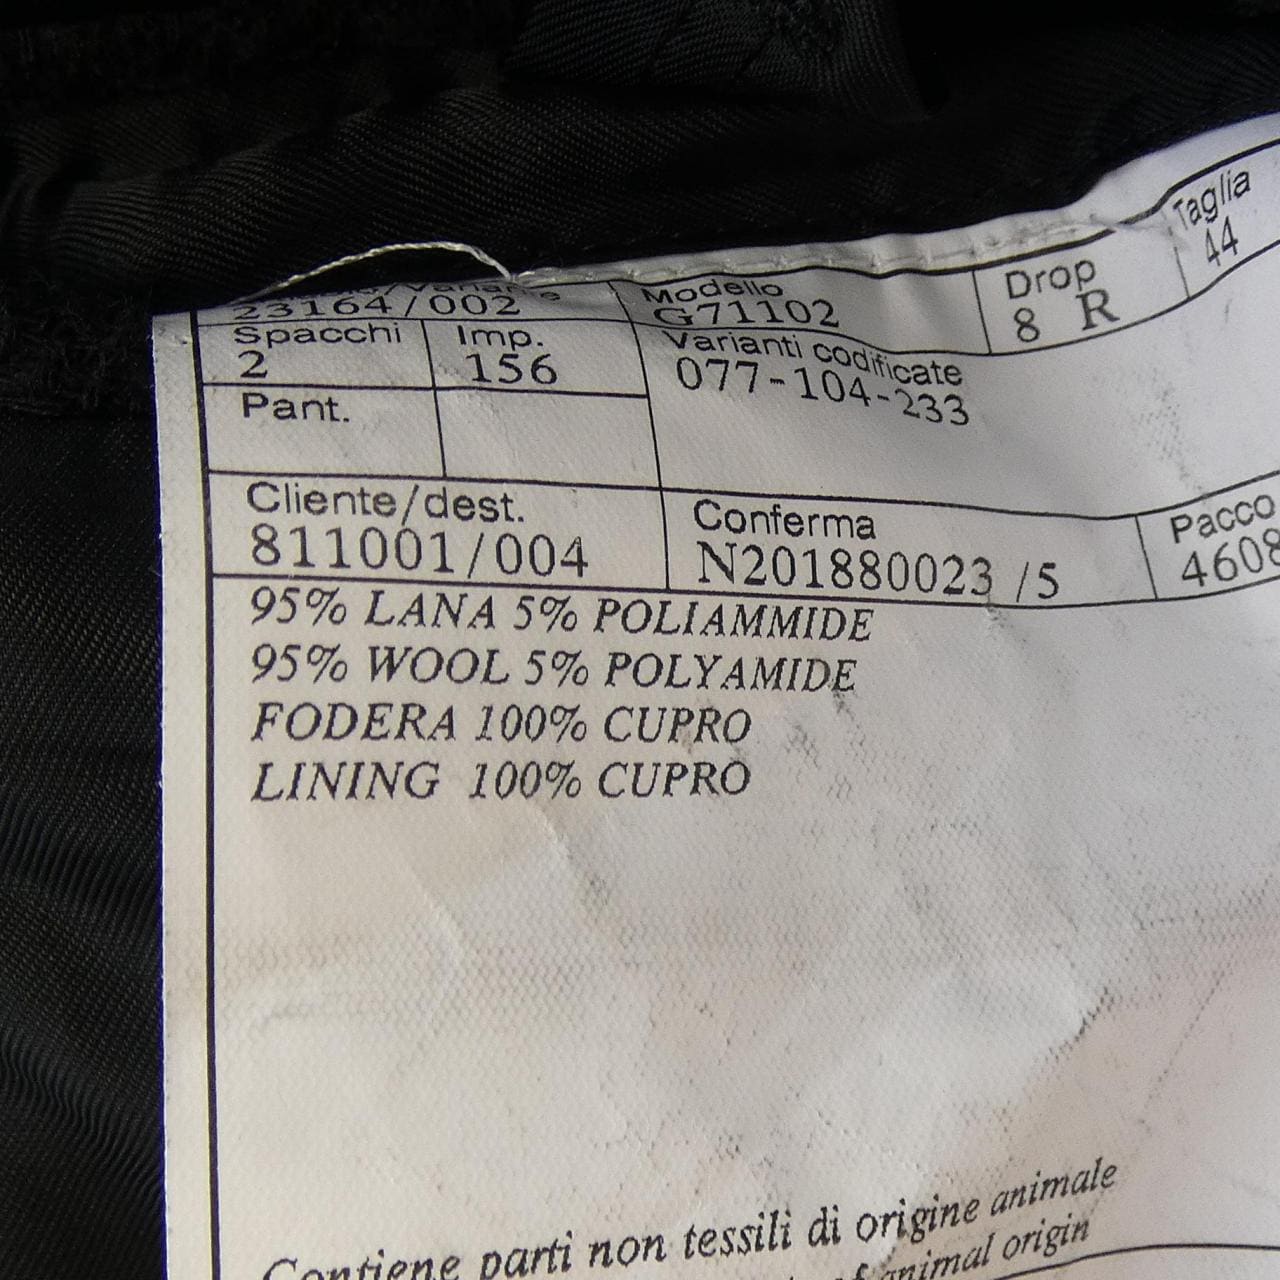 Modello
Drop
Taglia
23164/002
G71102
8 R
44
Spacchi
Imp.
Varianti codificate
2
156
077-104-233
Pant.
Cliente/dest.
Conferma
Pacco
811001/004
N201880023 /5
4608
95% LANA 5% POLIAMMIDE
95% WOOL 5% POLYAMIDE
FODERA 100% CUPRO
LINING 100% CUPRO
Contiene parti non tessili di origine animale
animal origin